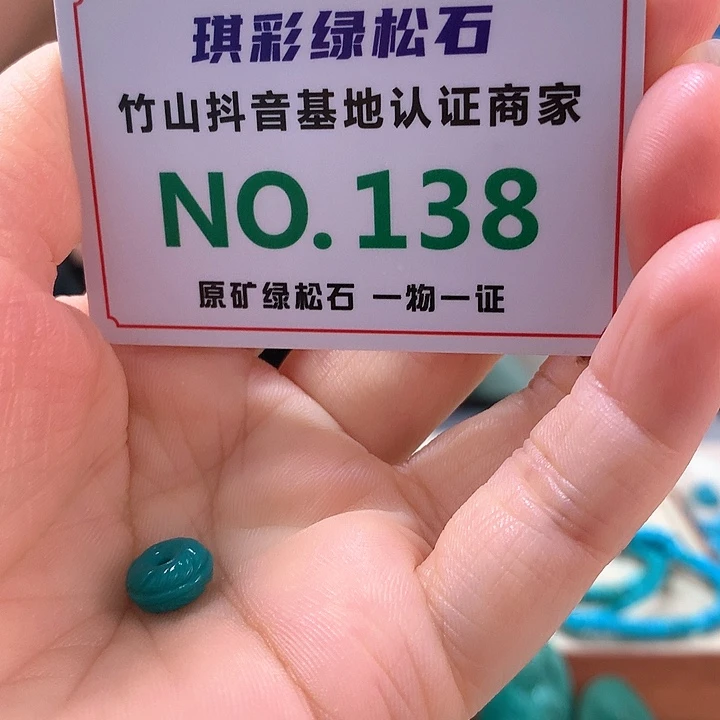 琪彩绿松石
竹山抖音基地认证商家
NO.138
原矿绿松石 一物一证